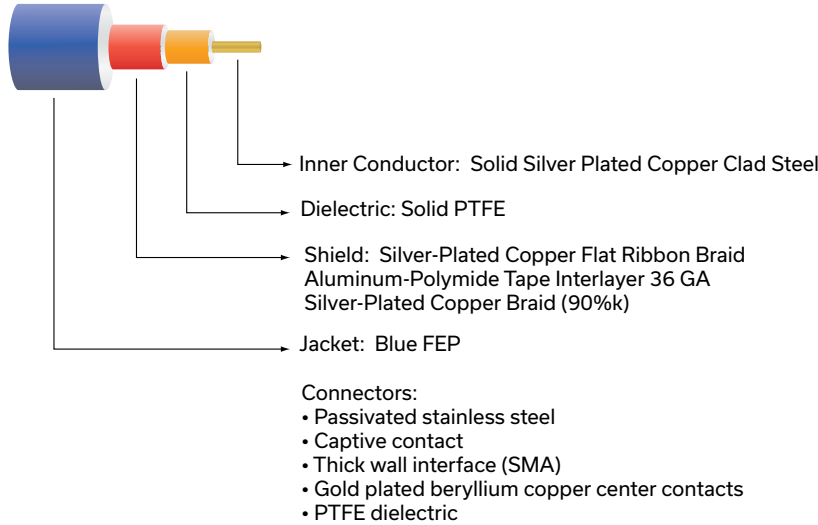 Inner Conductor: Solid Silver Plated Copper Clad Steel
Dielectric: Solid PTFE
Shield: Silver-Plated Copper Flat Ribbon Braid
Aluminum-Polymide Tape Interlayer 36 GA
Silver-Plated Copper Braid (90%k)
Jacket: Blue FEP
Connectors:
• Passivated stainless steel
• Captive contact
• Thick wall interface (SMA)
• Gold plated beryllium copper center contacts
• PTFE dielectric